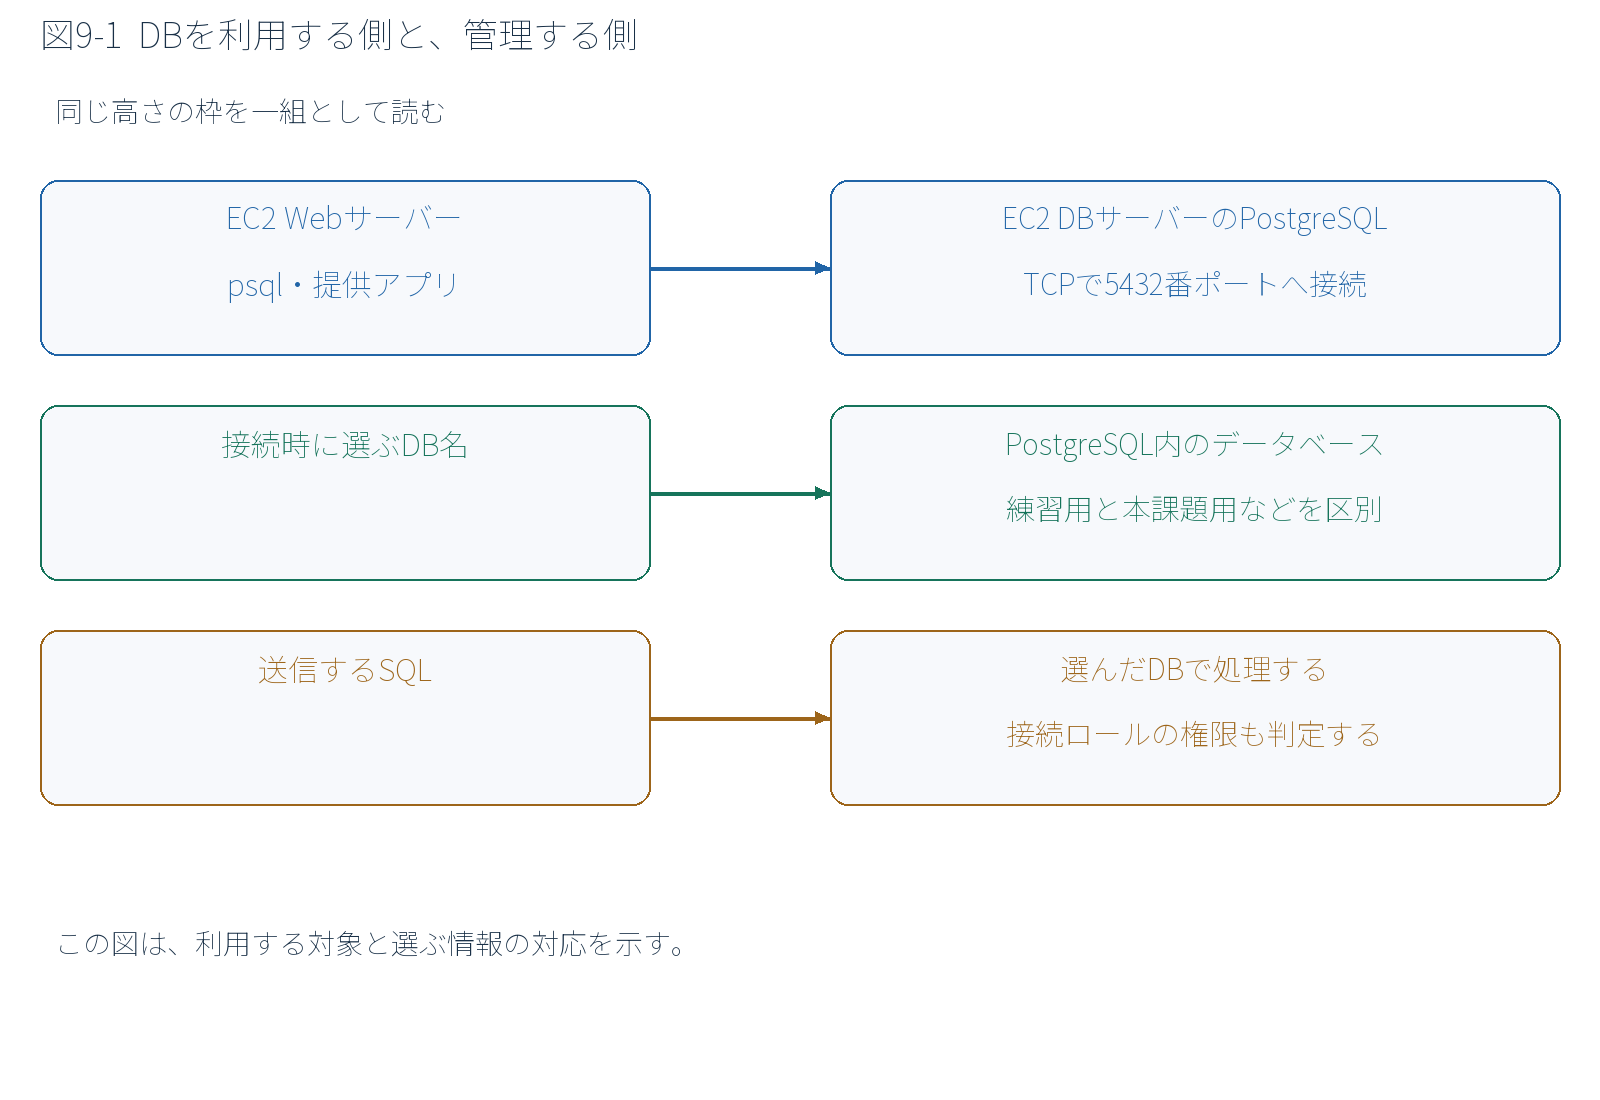 図9-1 DBを利用する側と、管理する側
同じ高さの枠を一組として読む
EC2 Webサーバー
psql・提供アプリ
EC2 DBサーバーのPostgreSQL
TCPで5432番ポートへ接続
接続時に選ぶDB名
PostgreSQL内のデータベース
練習用と本課題用などを区別
送信するSQL
選んだDBで処理する
接続ロールの権限も判定する
この図は、利用する対象と選ぶ情報の対応を示す。